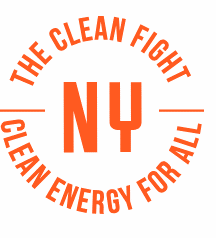 THE CLEAN FIGHT
NY
CLEAN ENERGY FOR ALL